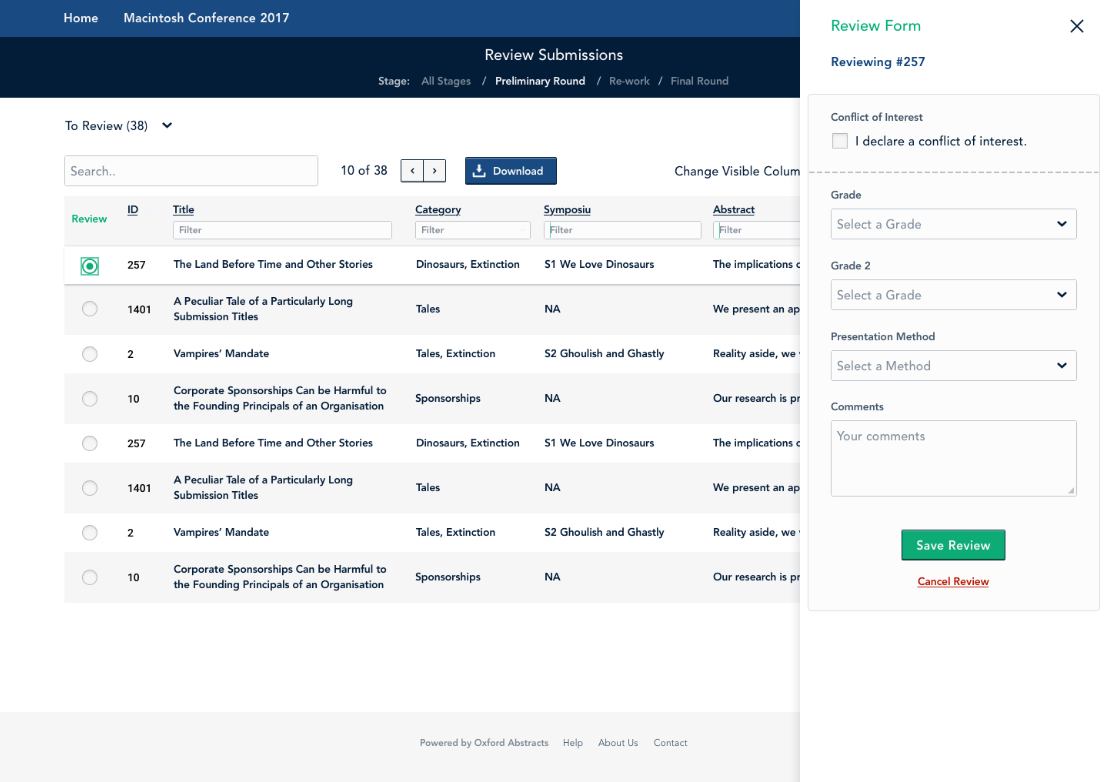 Home Macintosh Conference 2017
Review Submissions
Stage: All Stages / Preliminary Round / Re-work / Final Round
To Review (38)
Search.. 10 of 38 ‹ › Download Change Visible Colum
Review ID Title Category Symposiu Abstract
Filter Filter Filter Filter
257 The Land Before Time and Other Stories Dinosaurs, Extinction S1 We Love Dinosaurs The implications
1401 A Peculiar Tale of a Particularly Long Submission Titles Tales NA We present an ap
2 Vampires’ Mandate Tales, Extinction S2 Ghoulish and Ghastly Reality aside, we
10 Corporate Sponsorships Can be Harmful to the Founding Principals of an Organisation Sponsorships NA Our research is pr
257 The Land Before Time and Other Stories Dinosaurs, Extinction S1 We Love Dinosaurs The implications
1401 A Peculiar Tale of a Particularly Long Submission Titles Tales NA We present an ap
2 Vampires’ Mandate Tales, Extinction S2 Ghoulish and Ghastly Reality aside, we
10 Corporate Sponsorships Can be Harmful to the Founding Principals of an Organisation Sponsorships NA Our research is pr
Powered by Oxford Abstracts Help About Us Contact
Review Form
Reviewing #257
Conflict of Interest
I declare a conflict of interest.
Grade
Select a Grade
Grade 2
Select a Grade
Presentation Method
Select a Method
Comments
Your comments
Save Review
Cancel Review